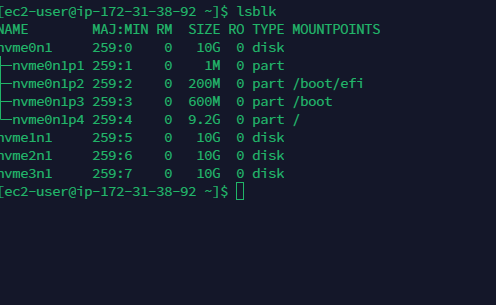 [ec2-user@ip-172-31-38-92 ~]$ lsblk
NAME        MAJ:MIN RM  SIZE RO TYPE MOUNTPOINTS
nvme0n1     259:0    0   10G  0 disk
├─nvme0n1p1 259:1    0    1M  0 part
├─nvme0n1p2 259:2    0  200M  0 part /boot/efi
├─nvme0n1p3 259:3    0  600M  0 part /boot
└─nvme0n1p4 259:4    0  9.2G  0 part /
nvme1n1     259:5    0   10G  0 disk
nvme2n1     259:6    0   10G  0 disk
nvme3n1     259:7    0   10G  0 disk
[ec2-user@ip-172-31-38-92 ~]$